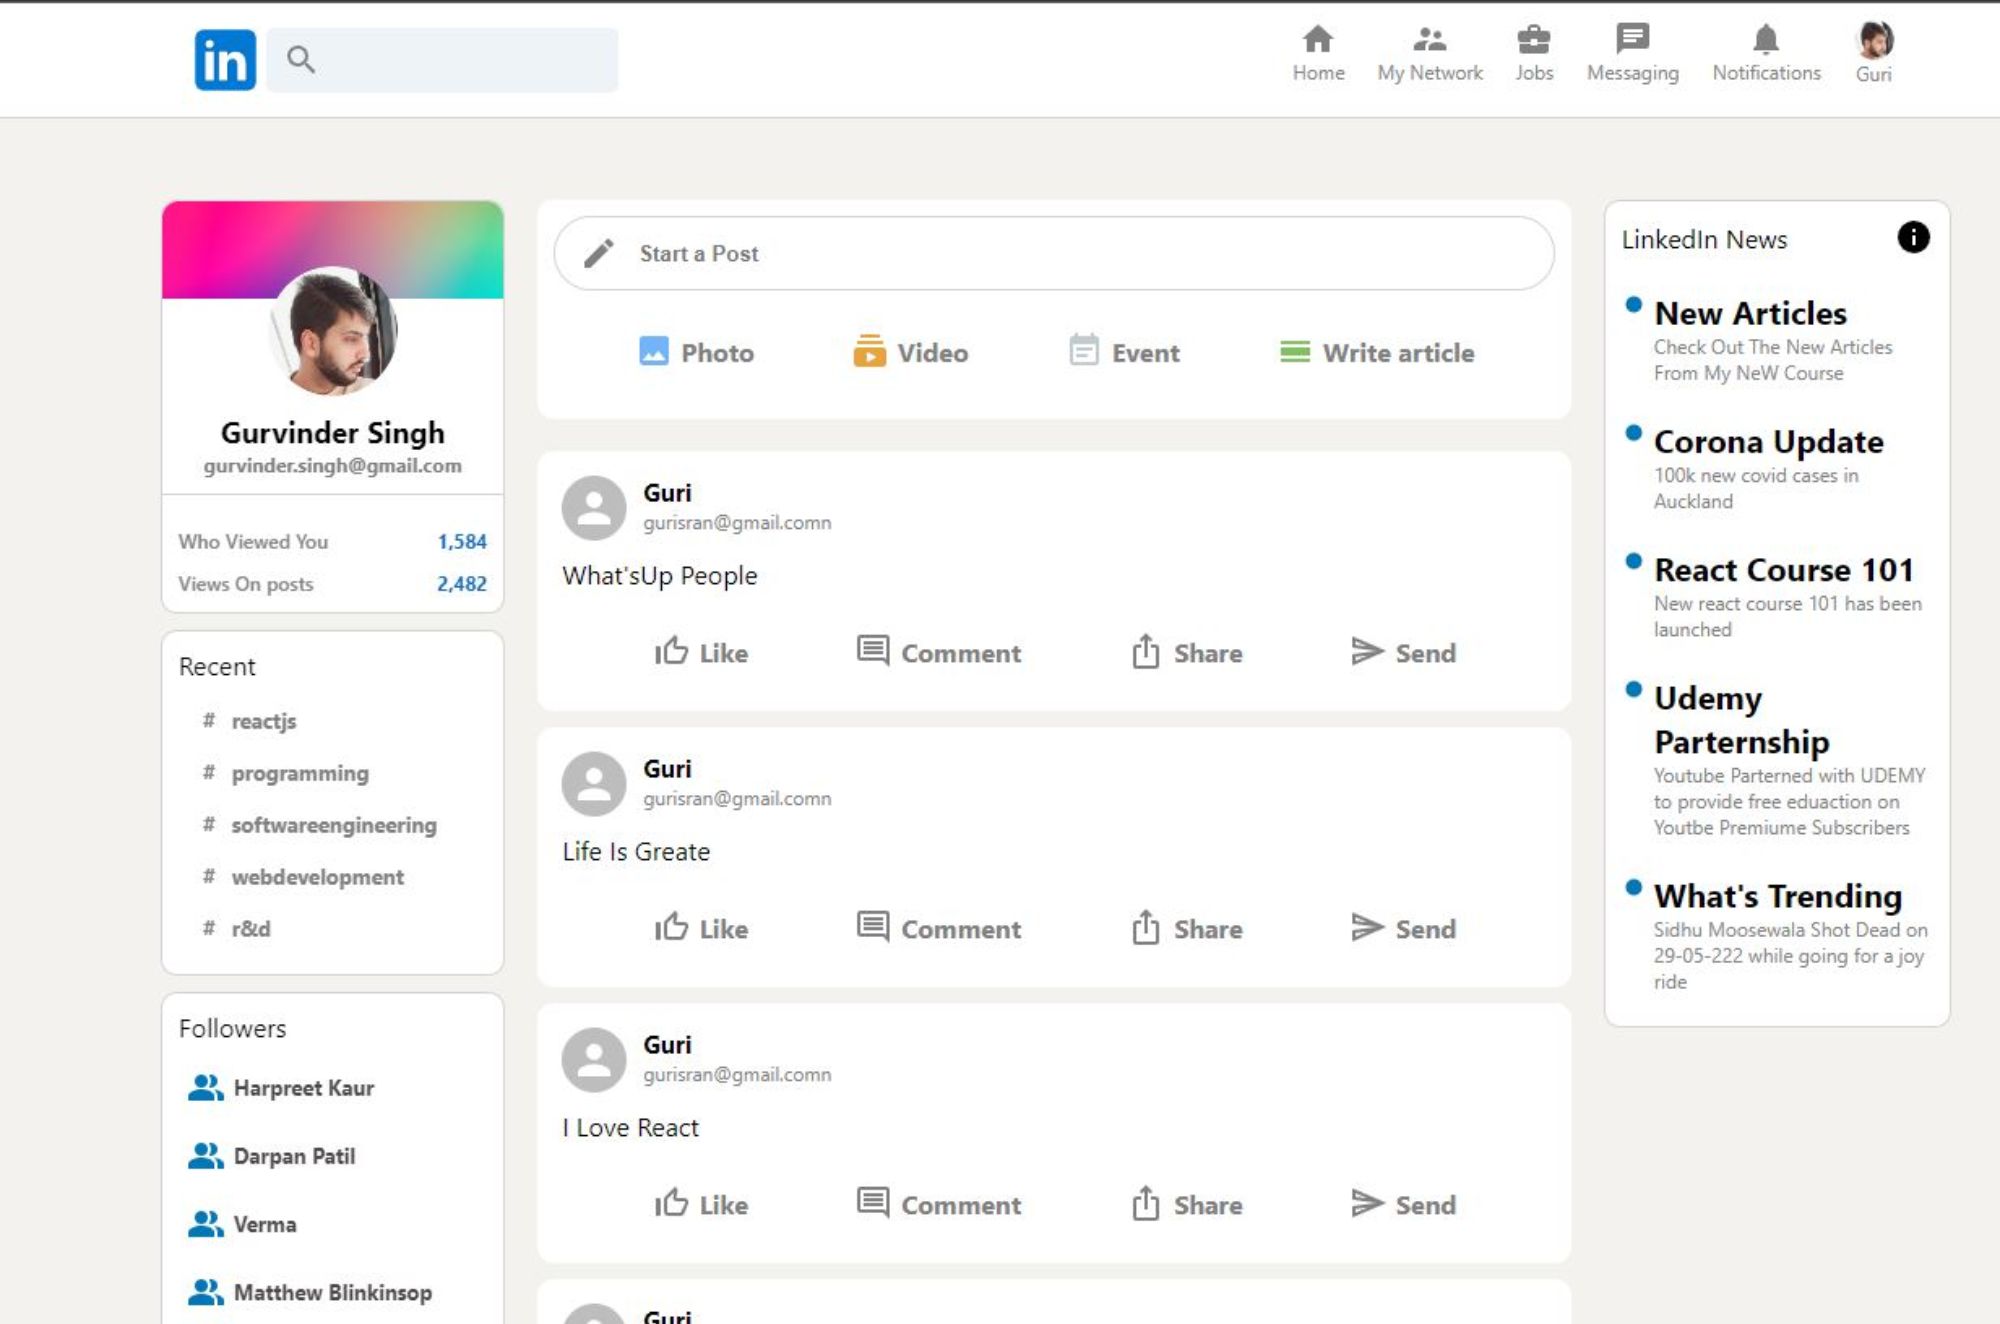 in
Home
My Network
Jobs
Messaging
Notifications
Guri
Gurvinder Singh
gurvinder.singh@gmail.com
Who Viewed You 1,584
Views On posts 2,482
Recent
# reactjs
# programming
# softwareengineering
# webdevelopment
# r&d
Followers
Harpreet Kaur
Darpan Patil
Verma
Matthew Blinkinsop
Start a Post
Photo
Video
Event
Write article
Guri
gurisran@gmail.comn
What'sUp People
Like
Comment
Share
Send
Guri
gurisran@gmail.comn
Life Is Greate
Like
Comment
Share
Send
Guri
gurisran@gmail.comn
I Love React
Like
Comment
Share
Send
Guri
LinkedIn News
New Articles
Check Out The New Articles
From My NeW Course
Corona Update
100k new covid cases in
Auckland
React Course 101
New react course 101 has been
launched
Udemy
Parternship
Youtube Parterned with UDEMY
to provide free eduaction on
Youtbe Premiume Subscribers
What's Trending
Sidhu Moosewala Shot Dead on
29-05-222 while going for a joy
ride